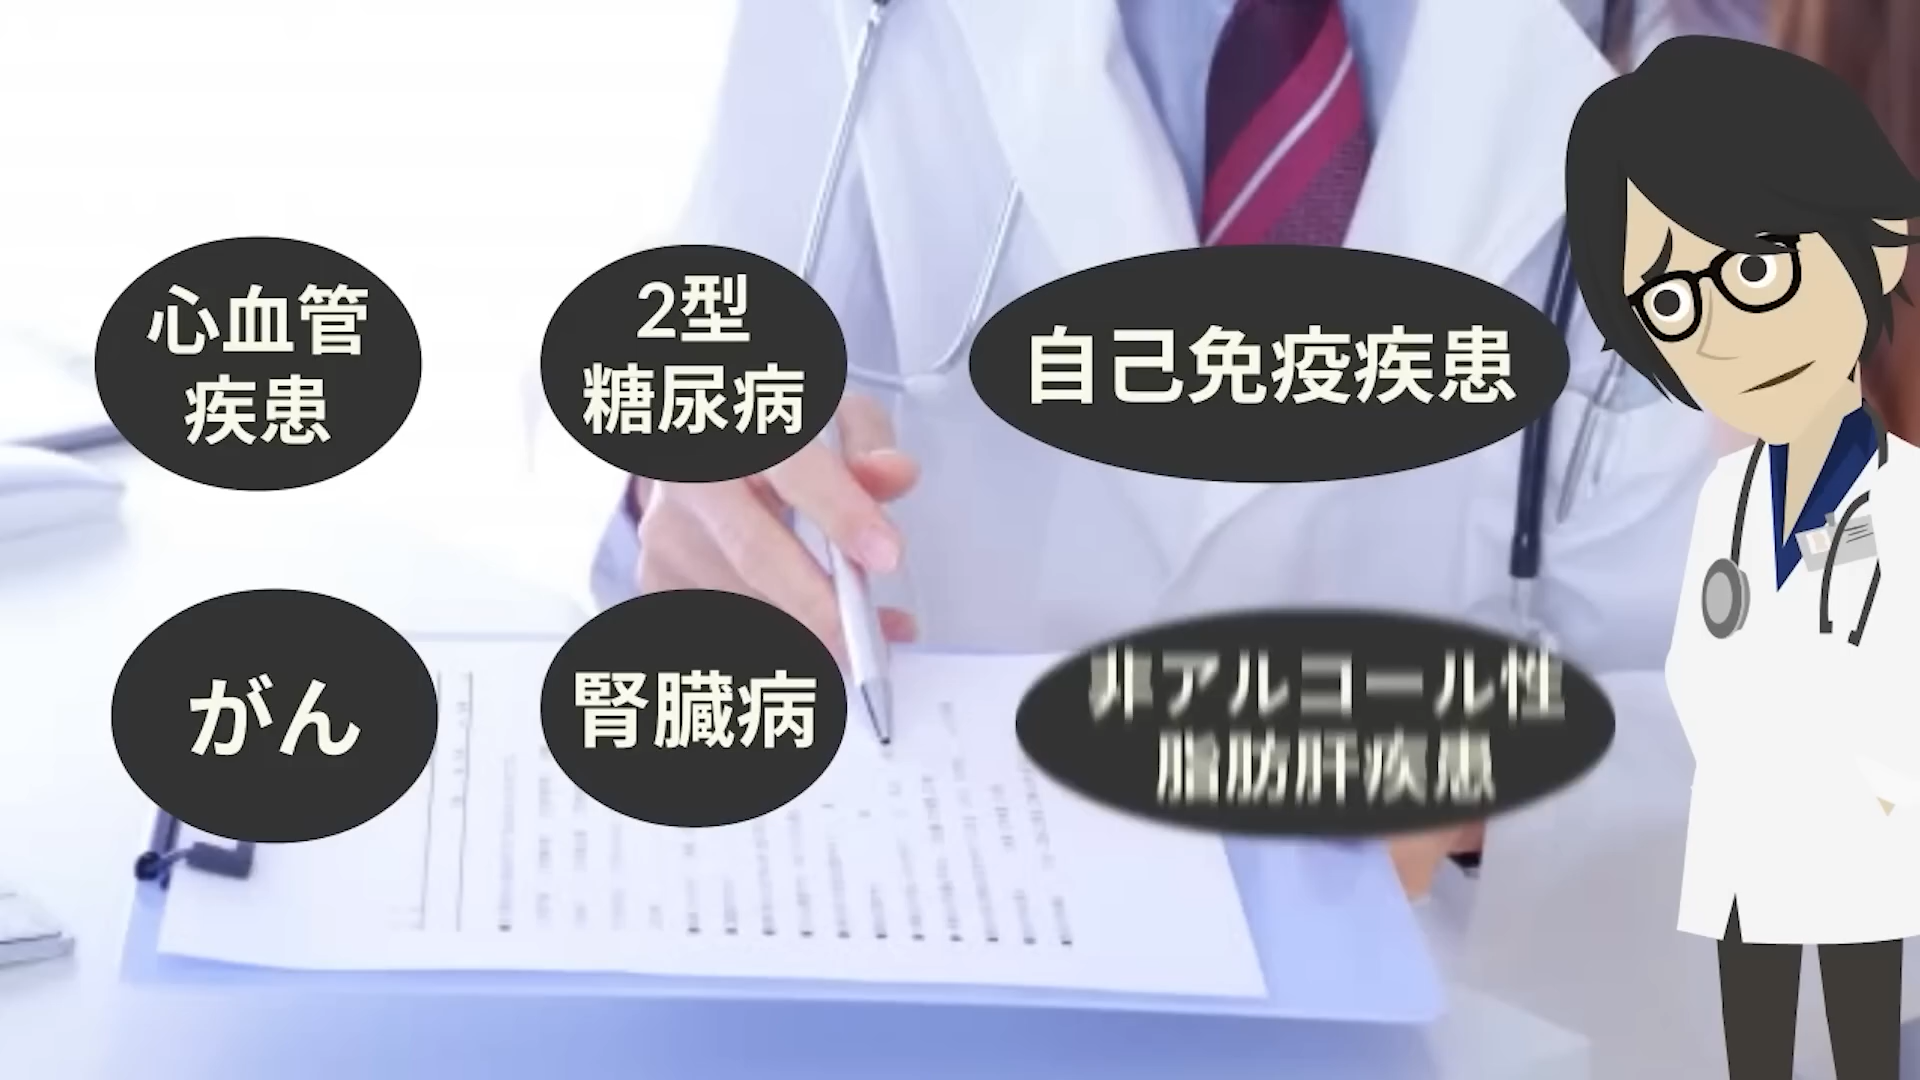 心血管
疾患
2型
糖尿病
自己免疫疾患
がん
腎臓病
非アルコール性
脂肪肝疾患